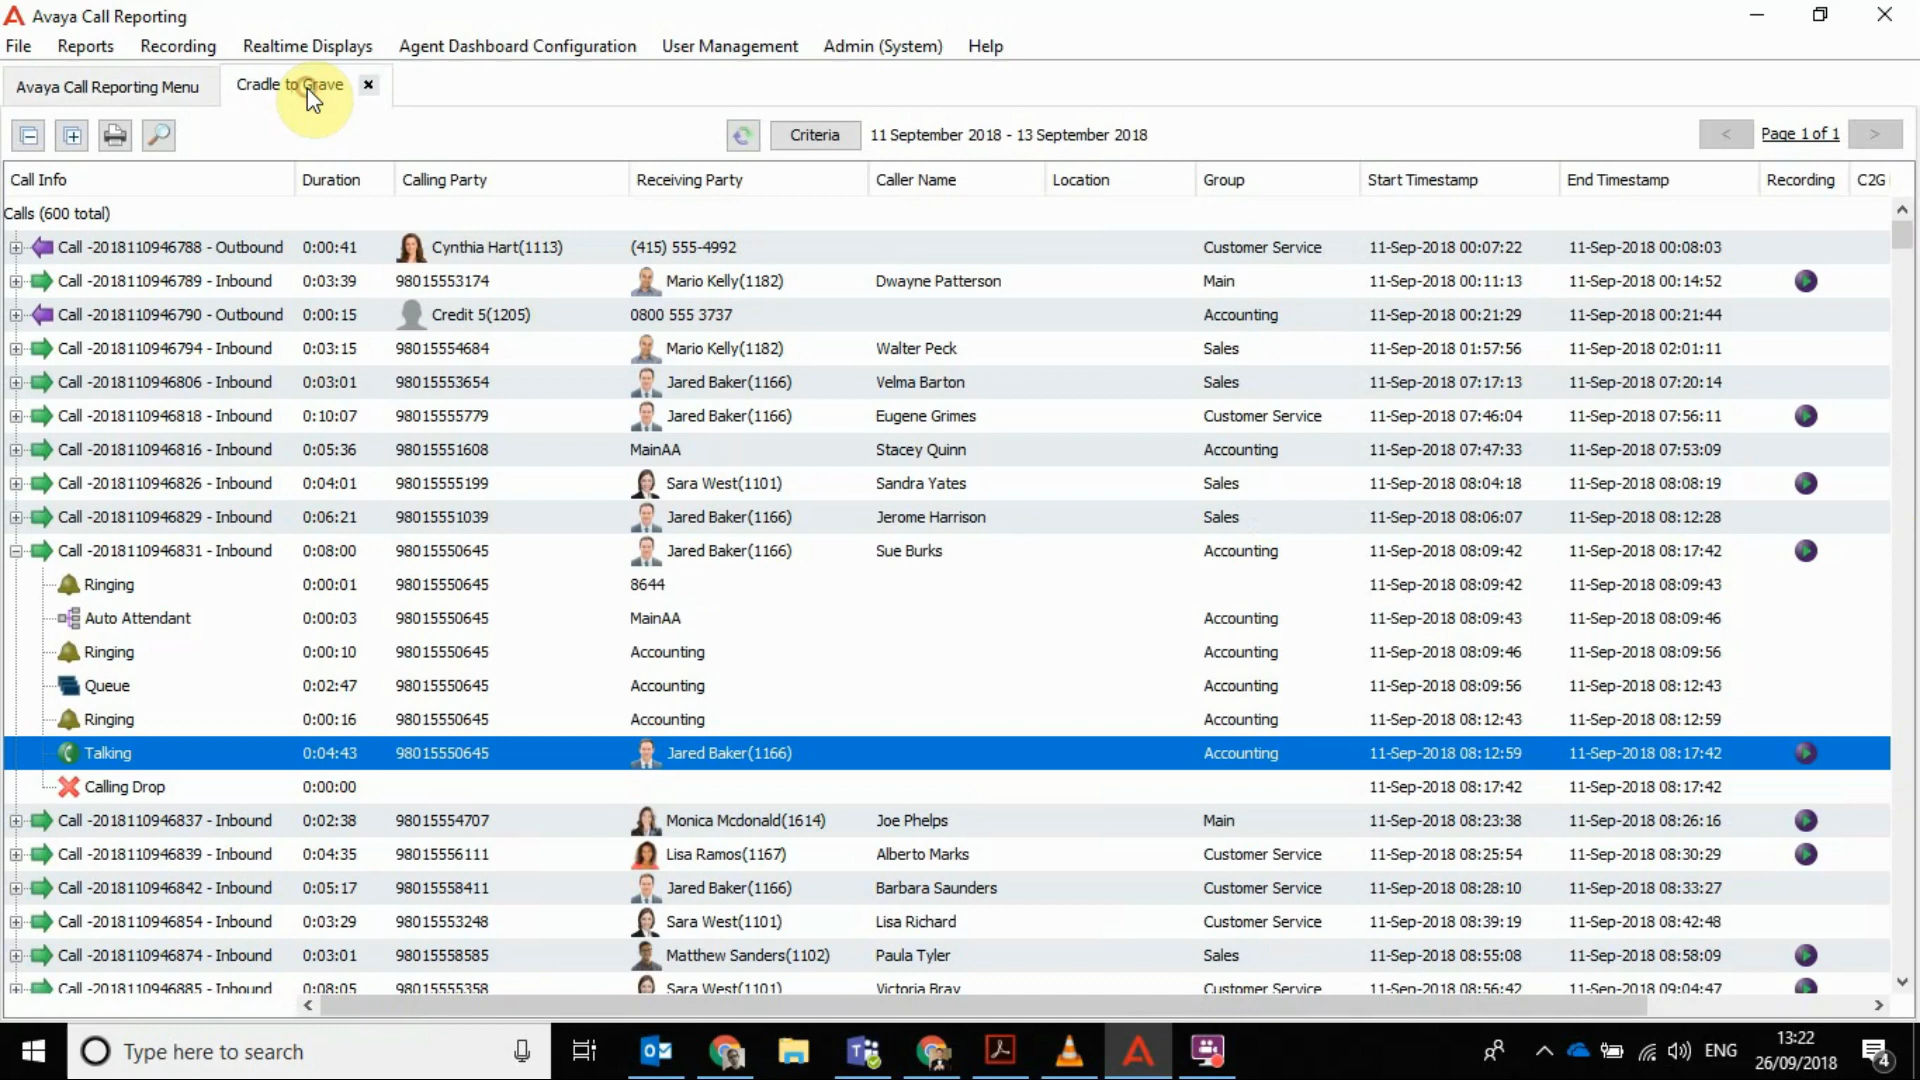 Avaya Call Reporting
File Reports Recording Realtime Displays Agent Dashboard Configuration User Management Admin (System) Help
Avaya Call Reporting Menu Cradle to Grave
Criteria 11 September 2018 - 13 September 2018 < Page 1 of 1 >
Call Info Duration Calling Party Receiving Party Caller Name Location Group Start Timestamp End Timestamp Recording C2G
Calls (600 total)
Call -2018110946788 - Outbound 0:00:41 Cynthia Hart(1113) (415) 555-4992 Customer Service 11-Sep-2018 00:07:22 11-Sep-2018 00:08:03
Call -2018110946789 - Inbound 0:03:39 98015553174 Mario Kelly(1182) Dwayne Patterson Main 11-Sep-2018 00:11:13 11-Sep-2018 00:14:52
Call -2018110946790 - Outbound 0:00:15 Credit 5(1205) 0800 555 3737 Accounting 11-Sep-2018 00:21:29 11-Sep-2018 00:21:44
Call -2018110946794 - Inbound 0:03:15 98015554684 Mario Kelly(1182) Walter Peck Sales 11-Sep-2018 01:57:56 11-Sep-2018 02:01:11
Call -2018110946806 - Inbound 0:03:01 98015553654 Jared Baker(1166) Velma Barton Sales 11-Sep-2018 07:17:13 11-Sep-2018 07:20:14
Call -2018110946818 - Inbound 0:10:07 98015555779 Jared Baker(1166) Eugene Grimes Customer Service 11-Sep-2018 07:46:04 11-Sep-2018 07:56:11
Call -2018110946816 - Inbound 0:05:36 98015551608 MainAA Stacey Quinn Accounting 11-Sep-2018 07:47:33 11-Sep-2018 07:53:09
Call -2018110946826 - Inbound 0:04:01 98015555199 Sara West(1101) Sandra Yates Sales 11-Sep-2018 08:04:18 11-Sep-2018 08:08:19
Call -2018110946829 - Inbound 0:06:21 98015551039 Jared Baker(1166) Jerome Harrison Sales 11-Sep-2018 08:06:07 11-Sep-2018 08:12:28
Call -2018110946831 - Inbound 0:08:00 98015550645 Jared Baker(1166) Sue Burks Accounting 11-Sep-2018 08:09:42 11-Sep-2018 08:17:42
Ringing 0:00:01 98015550645 8644 11-Sep-2018 08:09:42 11-Sep-2018 08:09:43
Auto Attendant 0:00:03 98015550645 MainAA Accounting 11-Sep-2018 08:09:43 11-Sep-2018 08:09:46
Ringing 0:00:10 98015550645 Accounting Accounting 11-Sep-2018 08:09:46 11-Sep-2018 08:09:56
Queue 0:02:47 98015550645 Accounting Accounting 11-Sep-2018 08:09:56 11-Sep-2018 08:12:43
Ringing 0:00:16 98015550645 Accounting Accounting 11-Sep-2018 08:12:43 11-Sep-2018 08:12:59
Talking 0:04:43 98015550645 Jared Baker(1166) Accounting 11-Sep-2018 08:12:59 11-Sep-2018 08:17:42
Calling Drop 0:00:00 11-Sep-2018 08:17:42 11-Sep-2018 08:17:42
Call -2018110946837 - Inbound 0:02:38 98015554707 Monica Mcdonald(1614) Joe Phelps Main 11-Sep-2018 08:23:38 11-Sep-2018 08:26:16
Call -2018110946839 - Inbound 0:04:35 98015556111 Lisa Ramos(1167) Alberto Marks Customer Service 11-Sep-2018 08:25:54 11-Sep-2018 08:30:29
Call -2018110946842 - Inbound 0:05:17 98015558411 Jared Baker(1166) Barbara Saunders Customer Service 11-Sep-2018 08:28:10 11-Sep-2018 08:33:27
Call -2018110946854 - Inbound 0:03:29 98015553248 Sara West(1101) Lisa Richard Customer Service 11-Sep-2018 08:39:19 11-Sep-2018 08:42:48
Call -2018110946874 - Inbound 0:03:01 98015558585 Matthew Sanders(1102) Paula Tyler Sales 11-Sep-2018 08:55:08 11-Sep-2018 08:58:09
Call -2018110946885 - Inbound 0:08:05 98015555358 Sara West(1101) Victoria Bray Customer Service 11-Sep-2018 08:56:42 11-Sep-2018 09:04:47
Type here to search ENG 13:22
26/09/2018 4